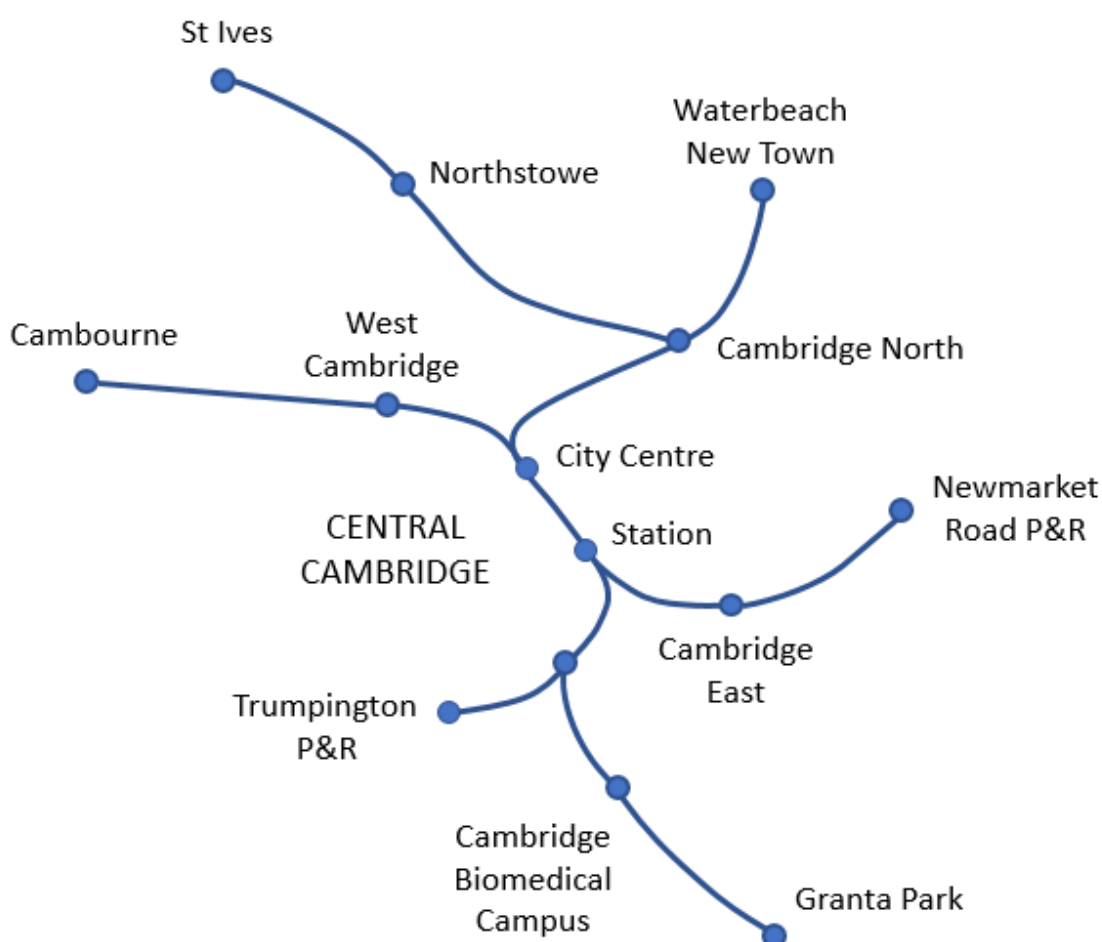 St Ives
Waterbeach
New Town
Northstowe
West
Cambridge
Cambourne
Cambridge North
City Centre
Newmarket
Road P&R
CENTRAL
CAMBRIDGE
Station
Cambridge
East
Trumpington
P&R
Cambridge
Biomedical
Campus
Granta Park